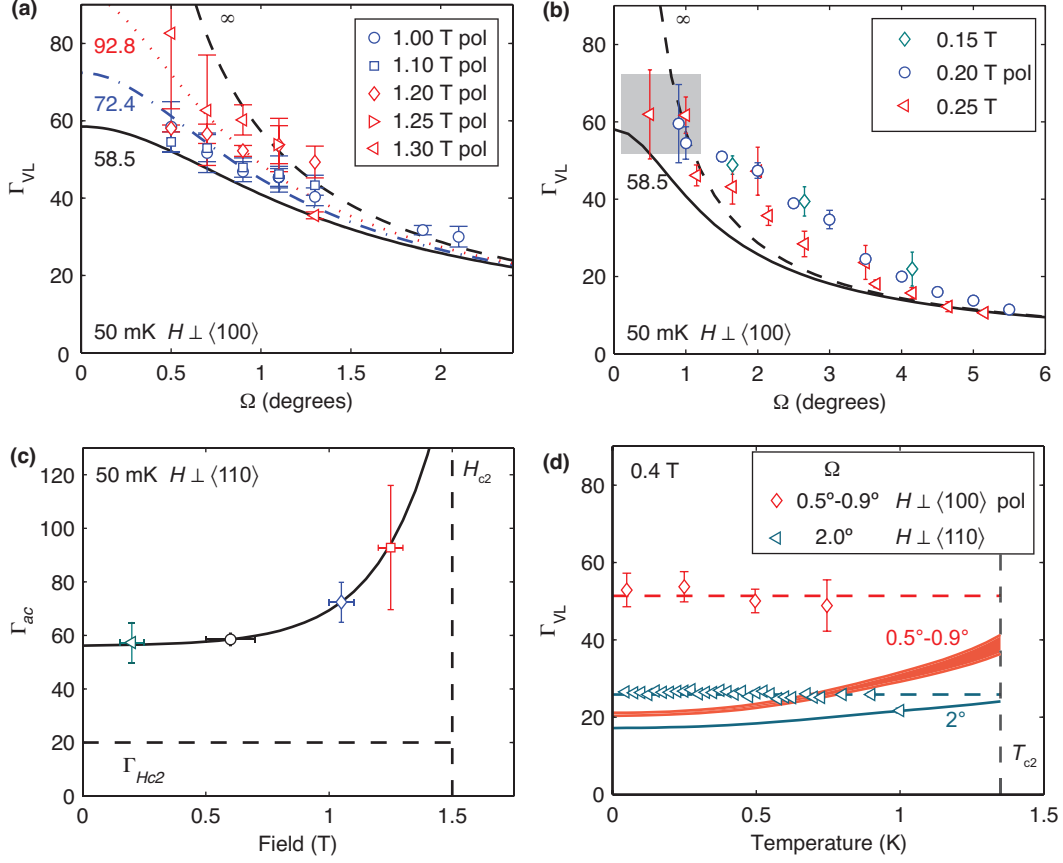 (a)
Γ_VL
80
60
40
20
0
92.8
72.4
58.5
∞
1.00 T pol
1.10 T pol
1.20 T pol
1.25 T pol
1.30 T pol
50 mK H ⊥ ⟨100⟩
0
0.5
1
1.5
2
Ω (degrees)
(b)
Γ_VL
80
60
40
20
0
∞
58.5
0.15 T
0.20 T pol
0.25 T
50 mK H ⊥ ⟨100⟩
0
1
2
3
4
5
6
Ω (degrees)
(c)
Γ_ac
120
100
80
60
40
20
0
50 mK H ⊥ ⟨110⟩
H_c2
Γ_Hc2
0
0.5
1.0
1.5
Field (T)
(d)
Γ_VL
80
60
40
20
0
0.4 T
Ω
0.5º-0.9º H ⊥ ⟨100⟩ pol
2.0º H ⊥ ⟨110⟩
0.5°-0.9°
2°
T_c2
0
0.5
1
1.5
Temperature (K)